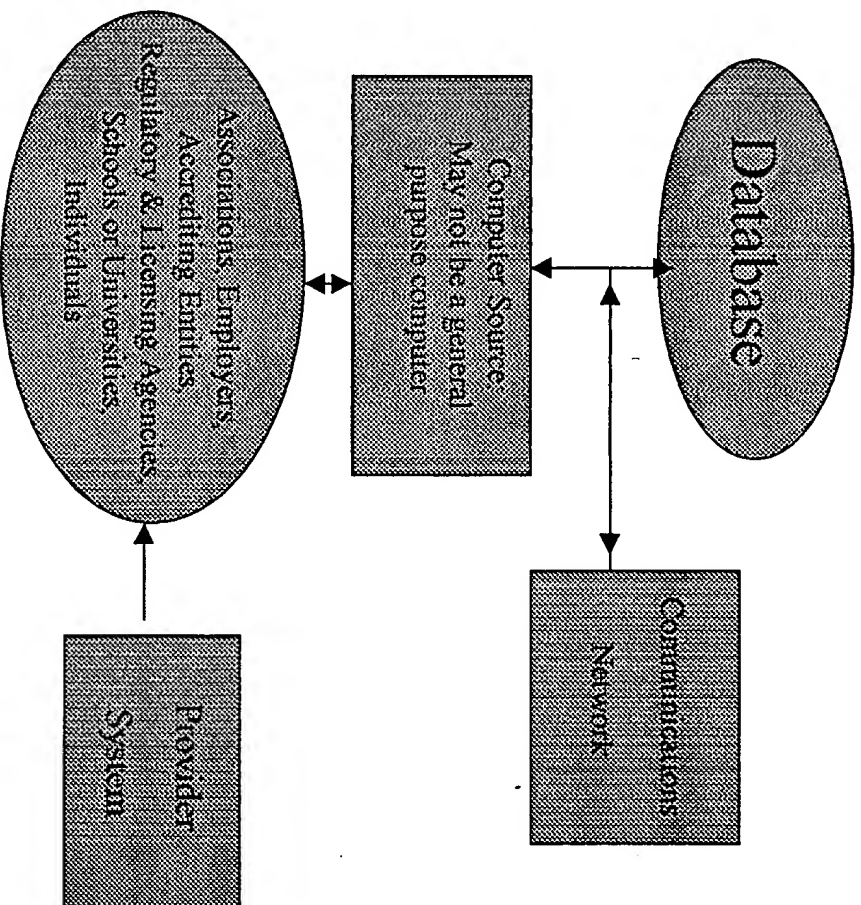 Database
Communications
Network
Computer Source:
May not be a general
purpose computer
Associations, Employers,
Accrediting Entities,
Regulatory & Licensing Agencies,
Schools or Universities,
Individuals
Provider
System